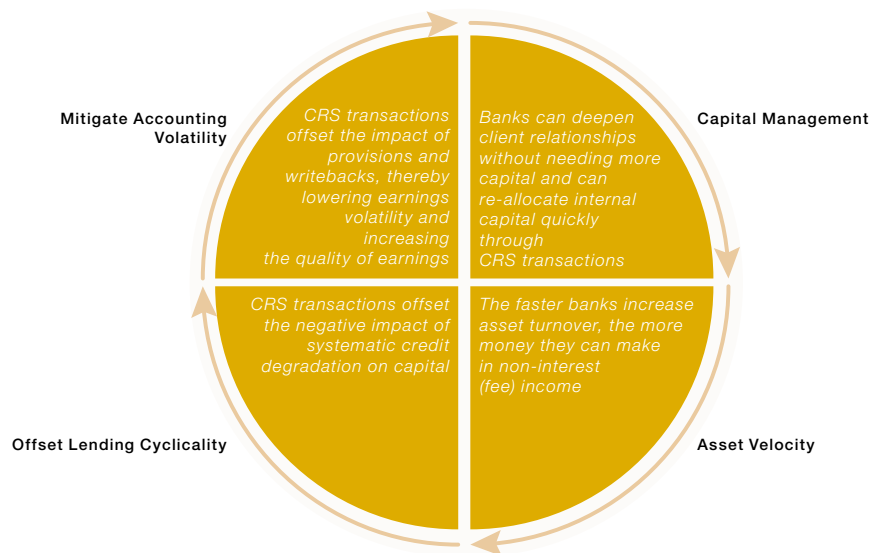 Mitigate Accounting
Volatility
CRS transactions
offset the impact of
provisions and
writebacks, thereby
lowering earnings
volatility and
increasing
the quality of earnings
Banks can deepen
client relationships
without needing more
capital and can
re-allocate internal
capital quickly
through
CRS transactions
Capital Management
CRS transactions offset
the negative impact of
systematic credit
degradation on capital
The faster banks increase
asset turnover, the more
money they can make
in non-interest
(fee) income
Offset Lending Cyclicality
Asset Velocity